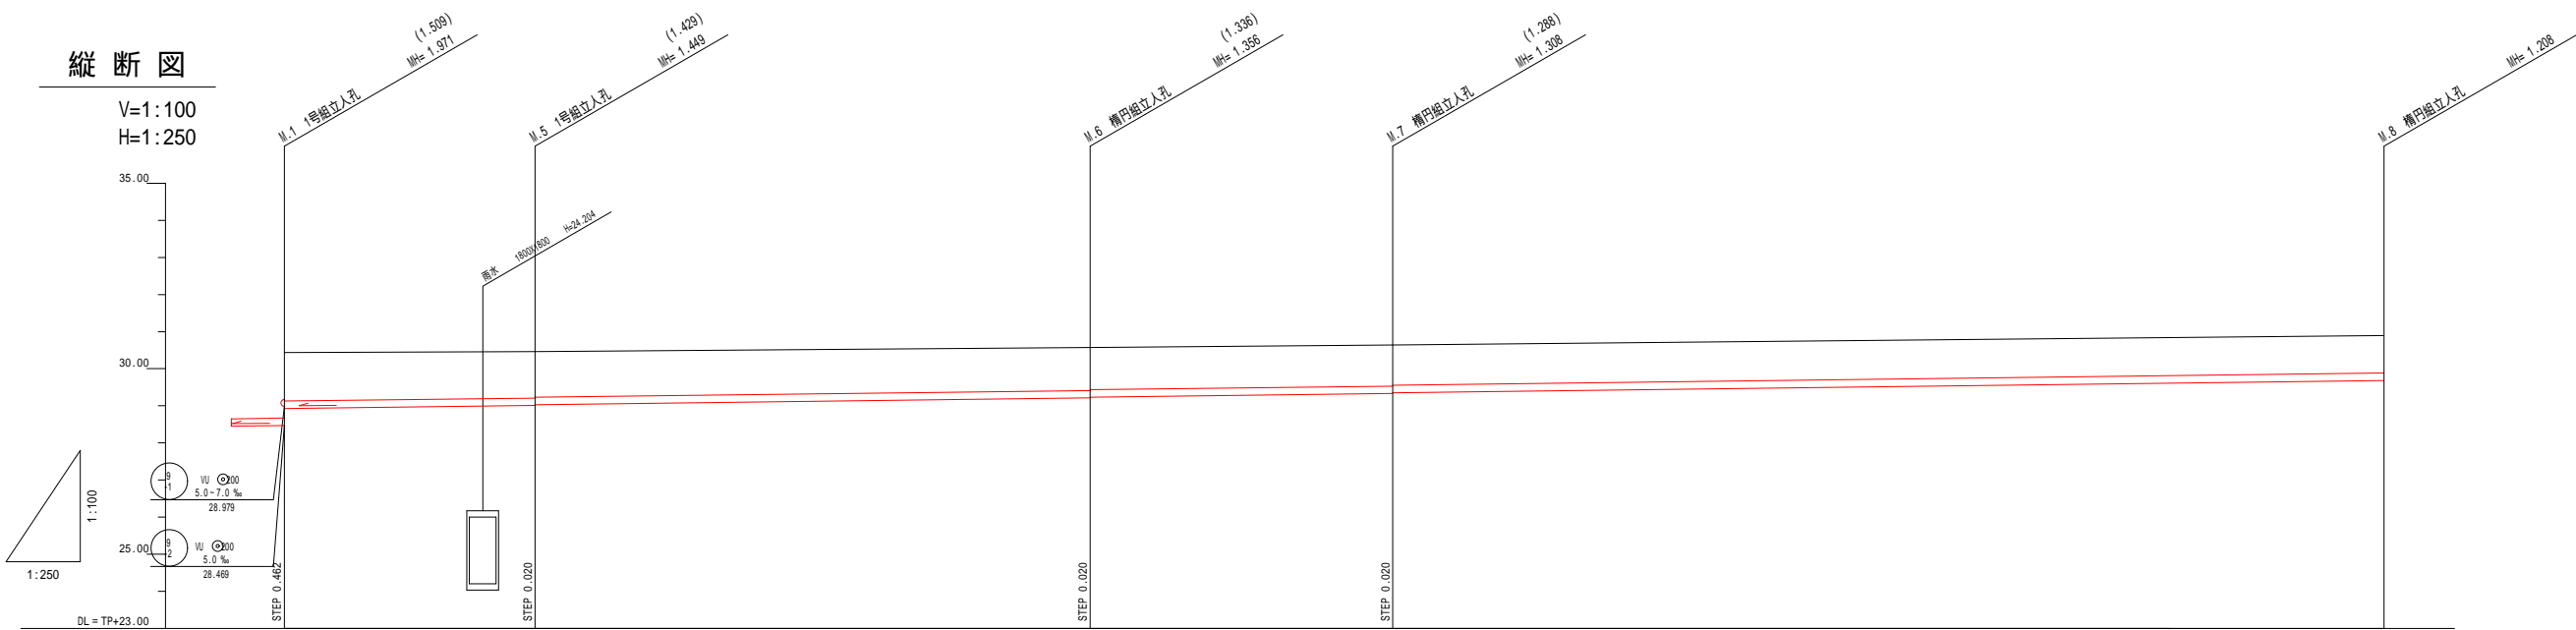 縦断図
V=1:100
H=1:250
(1.509)
MH= 1.971
M.1 1号組立人孔
(1.429)
MH= 1.449
M.5 1号組立人孔
(1.336)
MH= 1.356
M.6 楕円組立人孔
(1.288)
MH= 1.308
M.7 楕円組立人孔
MH= 1.208
M.8 楕円組立人孔
雨水 1800X1800 H=24.204
35.00
30.00
25.00
DL = TP+23.00
9
-1
VU 200
5.0~7.0 ‰
28.979
9
-2
VU 200
5.0 ‰
28.469
1:100
1:250
STEP 0.462
STEP 0.020
STEP 0.020
STEP 0.020